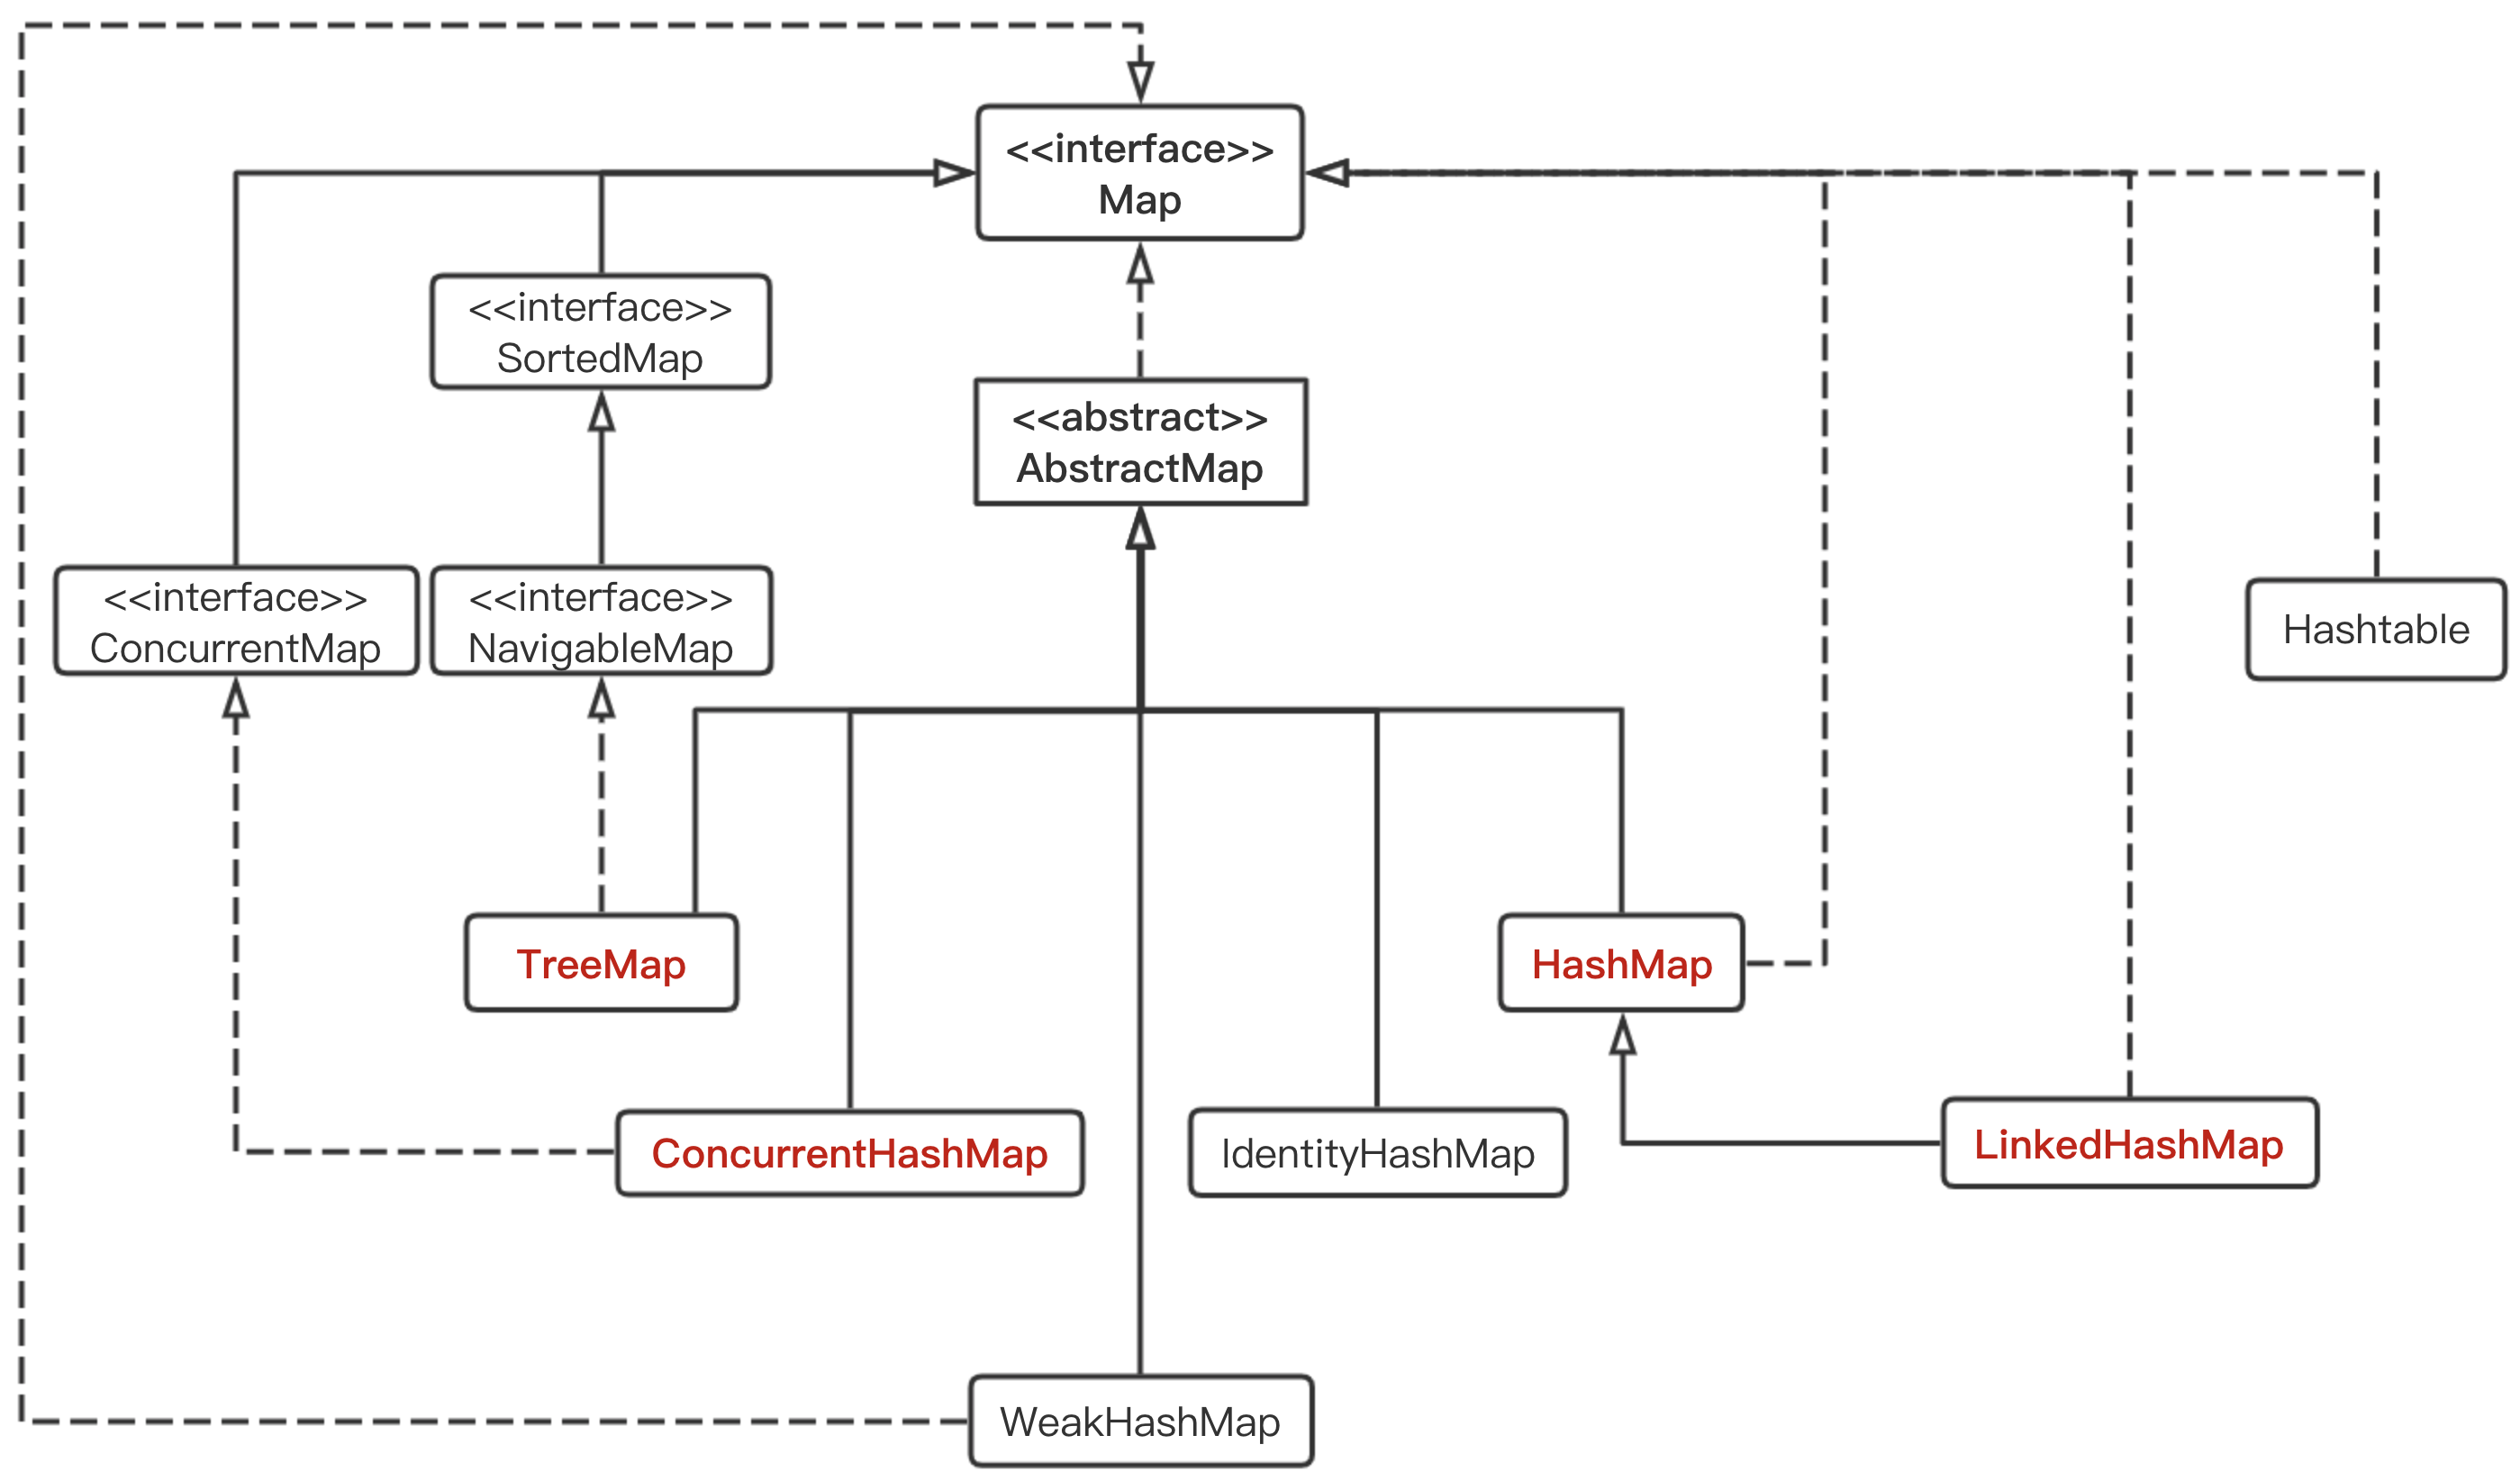 <<interface>>
Map
<<interface>>
SortedMap
<<abstract>>
AbstractMap
<<interface>>
ConcurrentMap
<<interface>>
NavigableMap
Hashtable
TreeMap
HashMap
ConcurrentHashMap
IdentityHashMap
LinkedHashMap
WeakHashMap